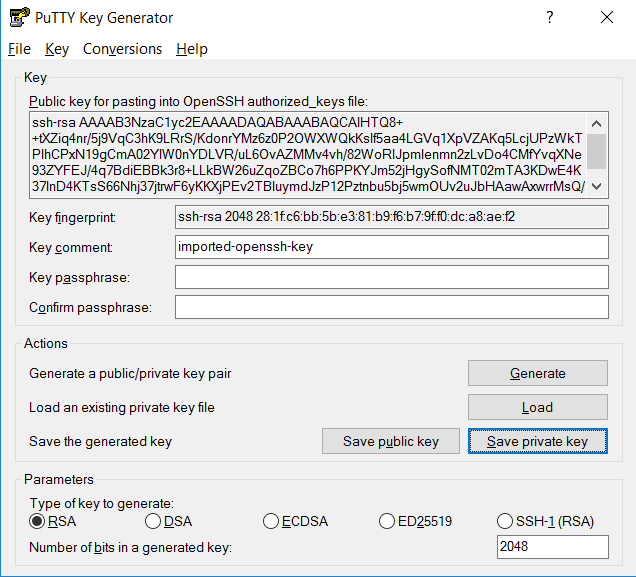 PuTTY Key Generator
File Key Conversions Help
Key
Public key for pasting into OpenSSH authorized_keys file:
ssh-rsa AAAAB3NzaC1yc2EAAAADAQABAAABAQCAIHTQ8+
+tXZiq4nr/5j9VqC3hK9LRrS/KdonrYMz6z0P2OWXWQkKslf5aa4LGVq1XpVZAKq5LcjUPzWkT
PIhCPxN19gCmA02YlW0nYDLVR/uL6OvAZMMv4vh/82WoRIJpmlenmn2zLvDo4CMfYvqXNe
93ZYFEJ/4q7BdiEBBk3r8+LLkBW26uZqoZBCo7h6PPKYJm52jHgySofNMT02mTA3KDwE4K
37lnD4KTsS66Nhj37jtrwF6yKKXjPEv2TBluymdJzP12Pztnbu5bj5wmOUv2uJbHAawAxwrrMsQ/
Key fingerprint: ssh-rsa 2048 28:1f:c6:bb:5b:e3:81:b9:f6:b7:9f:f0:dc:a8:ae:f2
Key comment: imported-openssh-key
Key passphrase:
Confirm passphrase:
Actions
Generate a public/private key pair Generate
Load an existing private key file Load
Save the generated key Save public key Save private key
Parameters
Type of key to generate:
RSA DSA ECDSA ED25519 SSH-1 (RSA)
Number of bits in a generated key: 2048